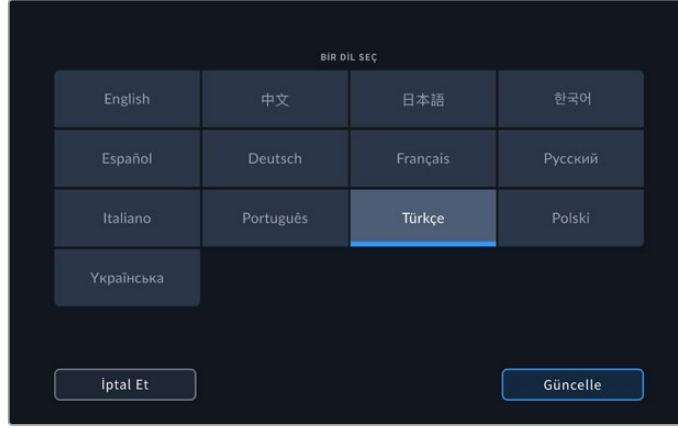 BİR DİL SEÇ
English 中文 日本語 한국어
Español Deutsch Français Русский
Italiano Português Türkçe Polski
Українська
İptal Et Güncelle